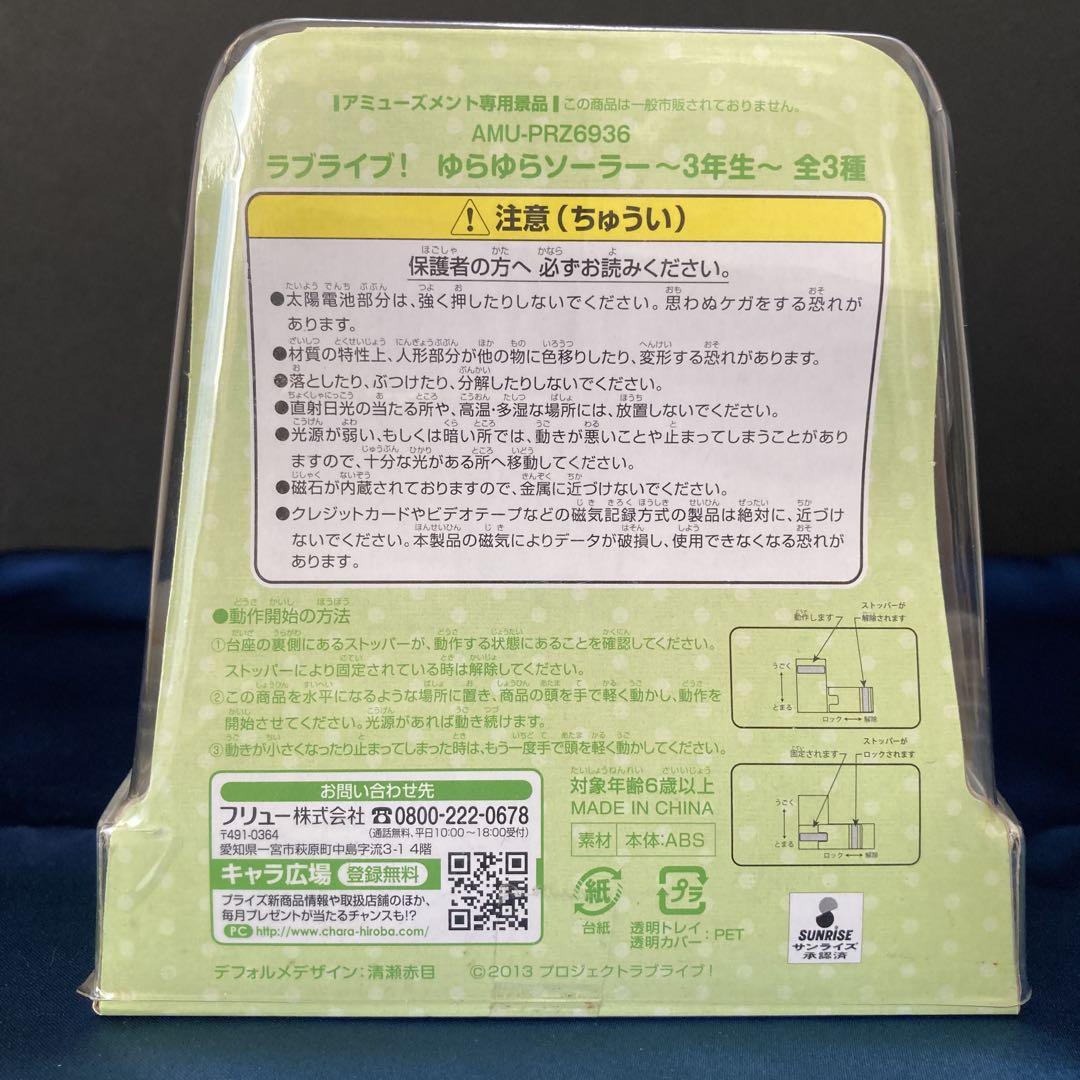 アミューズメント専用景品 この商品は一般市販されておりません。
AMU-PRZ6936
ラブライブ! ゆらゆらソーラー～3年生～ 全3種
注意(ちゅうい)
保護者の方へ 必ずお読みください。
●太陽電池部分は、強く押したりしないでください。思わぬケガをする恐れが
あります。
●材質の特性上、人形部分が他の物に色移りしたり、変形する恐れがあります。
●落としたり、ぶつけたり、分解したりしないでください。
●直射日光の当たる所や、高温・多湿な場所には、放置しないでください。
●光源が弱い、もしくは暗い所では、動きが悪いことや止まってしまうことがあり
ますので、十分な光がある所へ移動してください。
●磁石が内蔵されておりますので、金属に近づけないでください。
●クレジットカードやビデオテープなどの磁気記録方式の製品は絶対に、近づけ
ないでください。本製品の磁気によりデータが破損し、使用できなくなる恐れが
あります。
●動作開始の方法
①台座の裏側にあるストッパーが、動作する状態にあることを確認してください。
ストッパーにより固定されている時は解除してください。
②この商品を水平になるような場所に置き、商品の頭を手で軽く動かし、動作を
開始させてください。光源があれば動き続けます。
③動きが小さくなったり止まってしまった時は、もう一度手で頭を軽く動かしてください。
動作します
ストッパーが
解除されます
うごく
とまる
ロック ⟷ 解除
固定されます
ストッパーが
ロックされます
うごく
とまる
ロック ⟷ 解除
お問い合わせ先
フリュー株式会社 ☎0800-222-0678
〒491-0364 (通話無料、平日10:00～18:00受付)
愛知県一宮市萩原町中島字流3-1 4階
キャラ広場 登録無料
プライズ新商品情報や取扱店舗のほか、
毎月プレゼントが当たるチャンスも!?
PC http://www.chara-hiroba.com/
対象年齢6歳以上
MADE IN CHINA
素材 本体:ABS
紙
台紙
プラ
透明トレイ
透明カバー : PET
SUNRISE
サンライズ
承認済
デフォルメデザイン:清瀬赤目 ©2013 プロジェクトラブライブ!